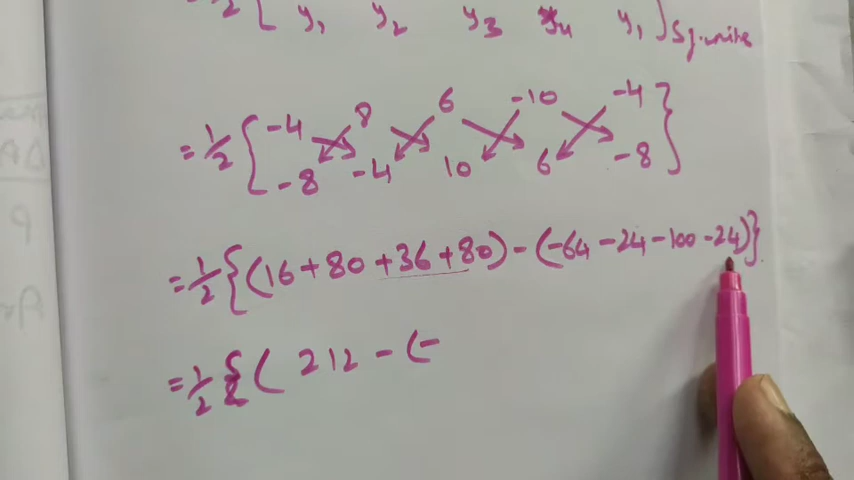 y₁ y₂ y₃ y₄ y₁ ] Sq.units
= 1/2 { -4 8 6 -10 -4
-8 -4 10 6 -8 }
= 1/2 { (16 + 80 + 36 + 80) - (-64 - 24 - 100 - 24) }
= 1/2 { ( 212 - (-